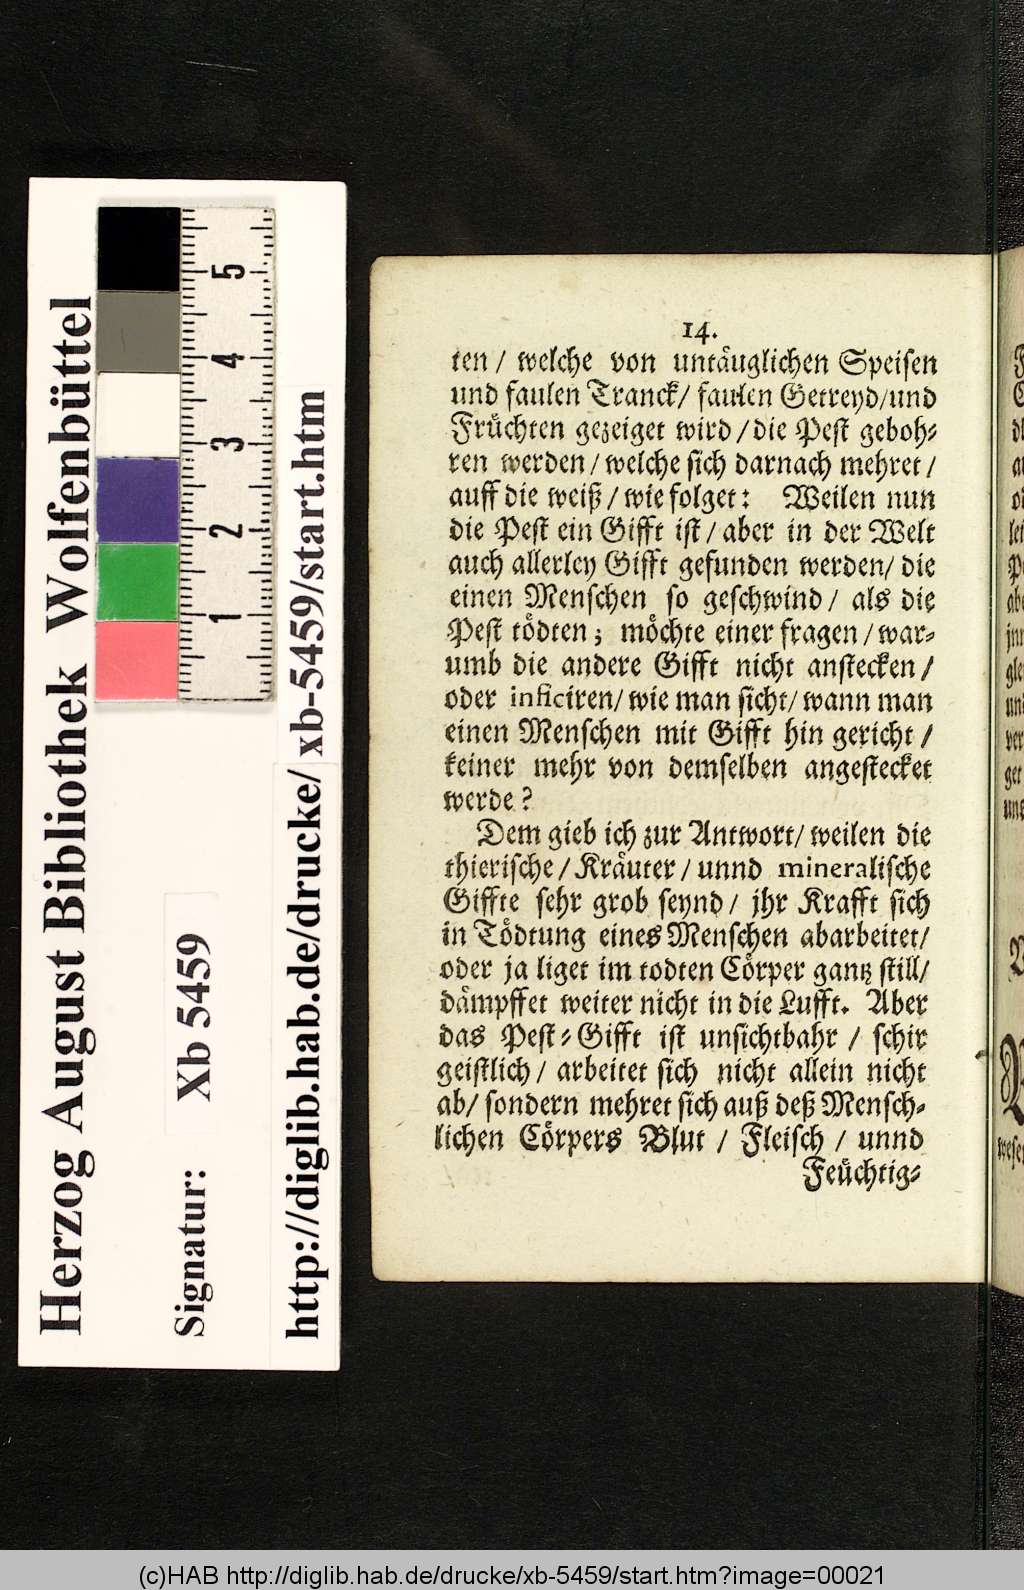 Herzog August Bibliothek Wolfenbüttel
Signatur: Xb 5459
http://diglib.hab.de/drucke/xb-5459/start.htm
5
4
3
2
1
14.
ten / welche von untäuglichen Speisen
und faulen Tranck/ faulen Getreyd/und
Früchten gezeiget wird /die Pest geboh-
ren werden / welche sich darnach mehret /
auff die weiß / wie folget: Weilen nun
die Pest ein Gifft ist / aber in der Welt
auch allerley Gifft gefunden werden/ die
einen Menschen so geschwind / als die
Pest tödten; möchte einer fragen / war-
umb die andere Gifft nicht anstecken /
oder inficiren/ wie man sicht/ wann man
einen Menschen mit Gifft hin gericht /
keiner mehr von demselben angestecket
werde ?
Dem gieb ich zur Antwort/ weilen die
thierische / Kräuter / unnd mineralische
Giffte sehr grob seynd / jhr Krafft sich
in Tödtung eines Menschen abarbeitet/
oder ja liget im todten Cörper gantz still/
dämpffet weiter nicht in die Lufft. Aber
das Pest-Gifft ist unsichtbahr / schir
geistlich / arbeitet sich nicht allein nicht
ab/ sondern mehret sich auß deß Mensch-
lichen Cörpers Blut / Fleisch / unnd
Feüchtig-
(c)HAB http://diglib.hab.de/drucke/xb-5459/start.htm?image=00021